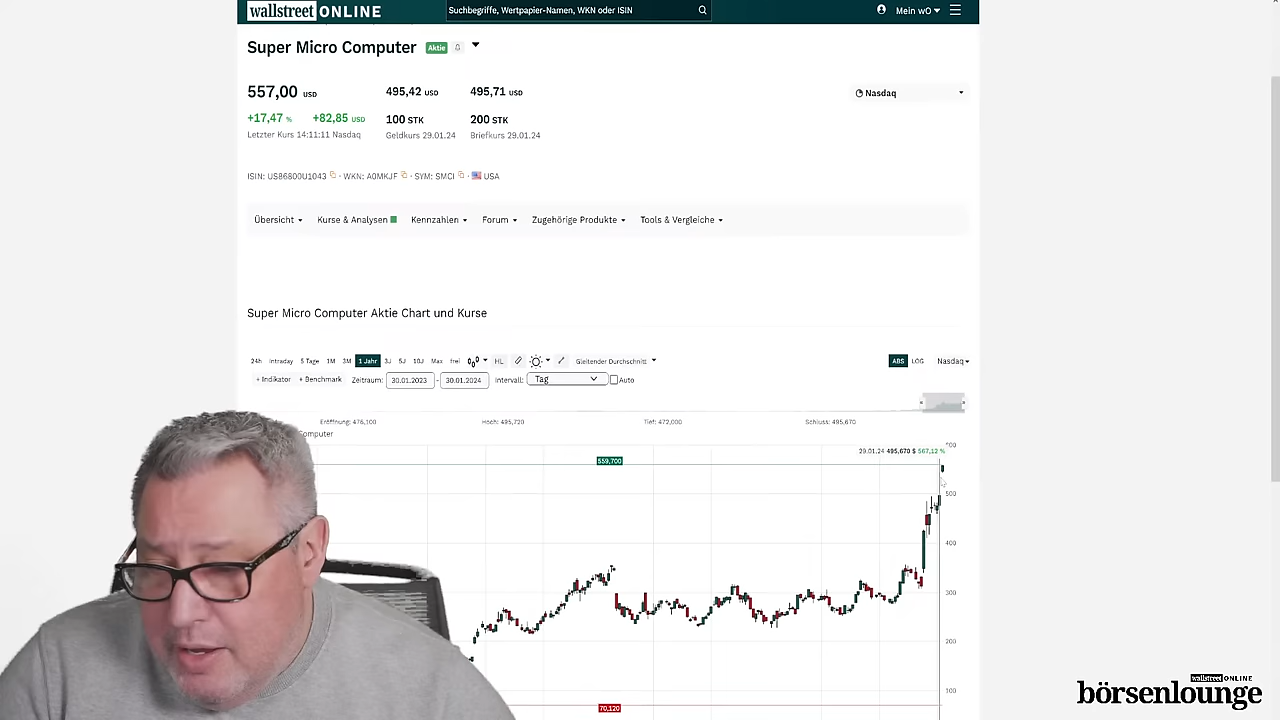 wallstreet ONLINE
Suchbegriffe, Wertpapier-Namen, WKN oder ISIN
Mein wO
Super Micro Computer Aktie
557,00 USD 495,42 USD 495,71 USD
Nasdaq
+17,47 % +82,85 USD 100 STK 200 STK
Letzter Kurs 14:11:11 Nasdaq Geldkurs 29.01.24 Briefkurs 29.01.24
ISIN: US86800U1043 · WKN: A0MKJF · SYM: SMCI · USA
Übersicht Kurse & Analysen Kennzahlen Forum Zugehörige Produkte Tools & Vergleiche
Super Micro Computer Aktie Chart und Kurse
24h Intraday 5 Tage 1M 3M 1 Jahr 3J 5J 10J Max frei HL Gleitender Durchschnitt ABS LOG Nasdaq
+ Indikator + Benchmark Zeitraum: 30.01.2023 - 30.01.2024 Intervall: Tag Auto
Eröffnung: 476,100 Hoch: 495,720 Tief: 472,000 Schluss: 495,670
Computer
600
29.01.24 495,670 $ 567,12 %
559,700
500
400
300
200
100
70,120
wallstreet ONLINE
börsenlounge